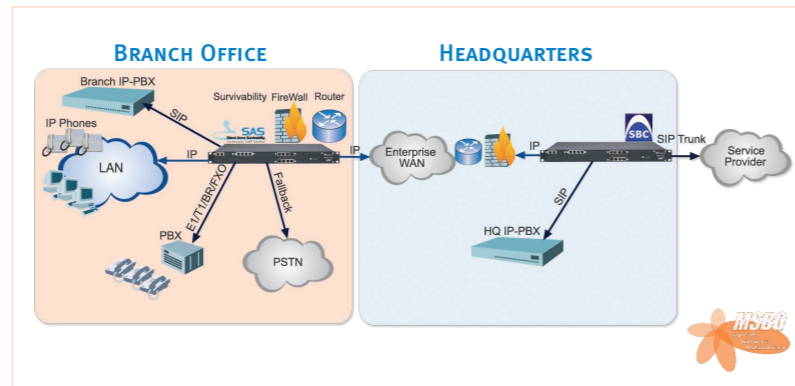 BRANCH OFFICE
HEADQUARTERS
Branch IP-PBX
Survivability
FireWall
Router
SIP
SAS
IP Phones
LAN
IP
IP
Enterprise
WAN
IP
SBC
SIP Trunk
Service
Provider
E1/T1/BR/FXO
Fallback
PBX
PSTN
SIP
HQ IP-PBX
MSBG